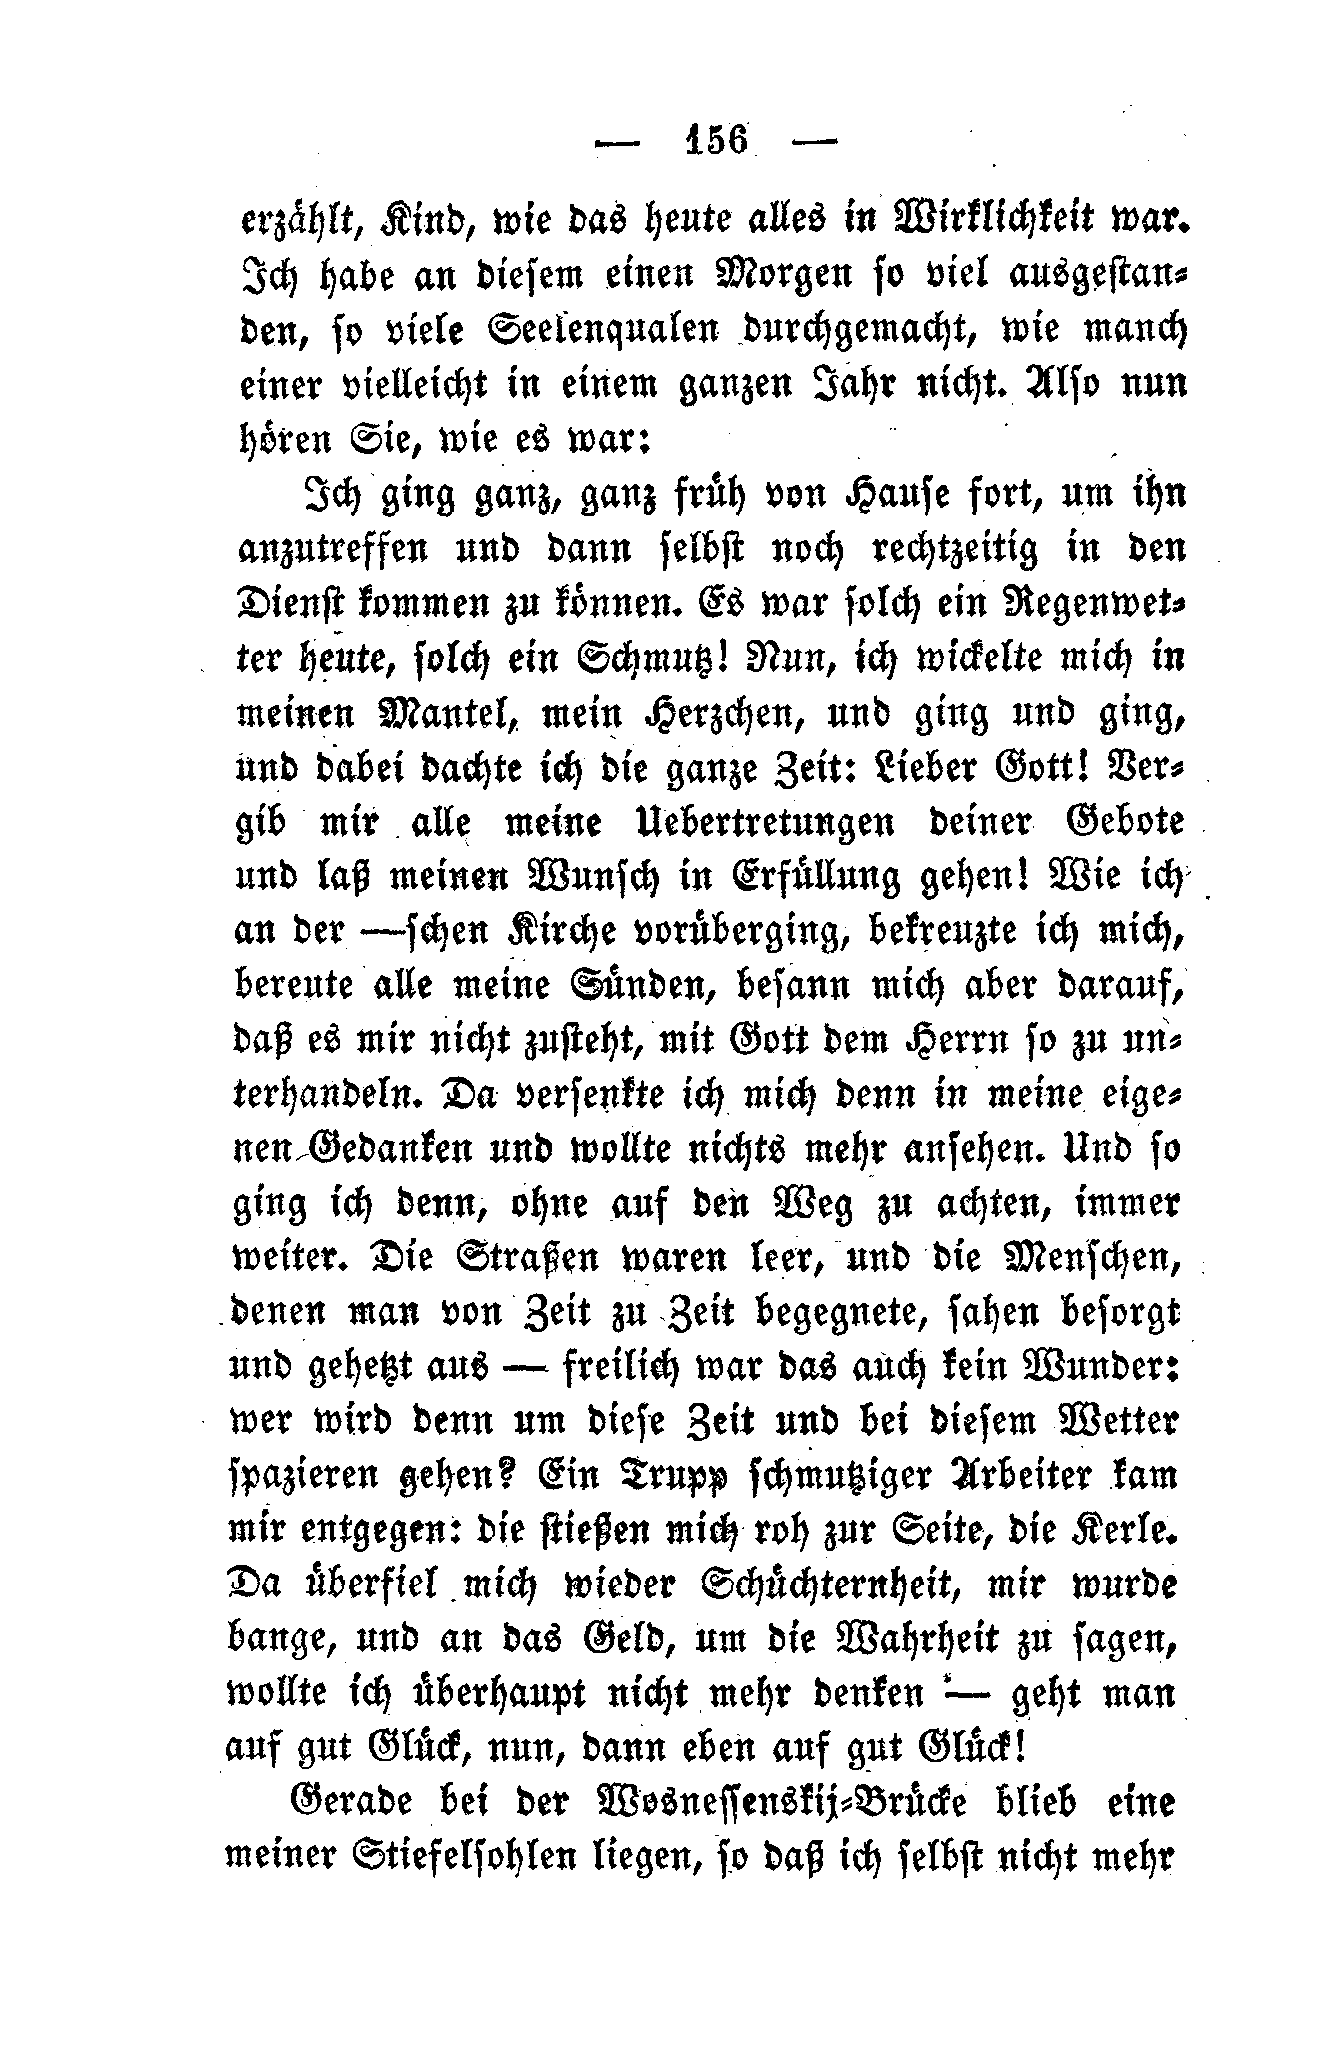 — 156 —
erzählt, Kind, wie das heute alles in Wirklichkeit war.
Ich habe an diesem einen Morgen so viel ausgestan-
den, so viele Seelenqualen durchgemacht, wie manch
einer vielleicht in einem ganzen Jahr nicht. Also nun
hören Sie, wie es war:
Ich ging ganz, ganz früh von Hause fort, um ihn
anzutreffen und dann selbst noch rechtzeitig in den
Dienst kommen zu können. Es war solch ein Regenwet-
ter heute, solch ein Schmutz! Nun, ich wickelte mich in
meinen Mantel, mein Herzchen, und ging und ging,
und dabei dachte ich die ganze Zeit: Lieber Gott! Ver-
gib mir alle meine Uebertretungen deiner Gebote
und laß meinen Wunsch in Erfüllung gehen! Wie ich
an der —schen Kirche vorüberging, bekreuzte ich mich,
bereute alle meine Sünden, besann mich aber darauf,
daß es mir nicht zusteht, mit Gott dem Herrn so zu un-
terhandeln. Da versenkte ich mich denn in meine eige-
nen Gedanken und wollte nichts mehr ansehen. Und so
ging ich denn, ohne auf den Weg zu achten, immer
weiter. Die Straßen waren leer, und die Menschen,
denen man von Zeit zu Zeit begegnete, sahen besorgt
und gehetzt aus — freilich war das auch kein Wunder:
wer wird denn um diese Zeit und bei diesem Wetter
spazieren gehen? Ein Trupp schmutziger Arbeiter kam
mir entgegen: die stießen mich roh zur Seite, die Kerle.
Da überfiel mich wieder Schüchternheit, mir wurde
bange, und an das Geld, um die Wahrheit zu sagen,
wollte ich überhaupt nicht mehr denken — geht man
auf gut Glück, nun, dann eben auf gut Glück!
Gerade bei der Wosnessenskij-Brücke blieb eine
meiner Stiefelsohlen liegen, so daß ich selbst nicht mehr